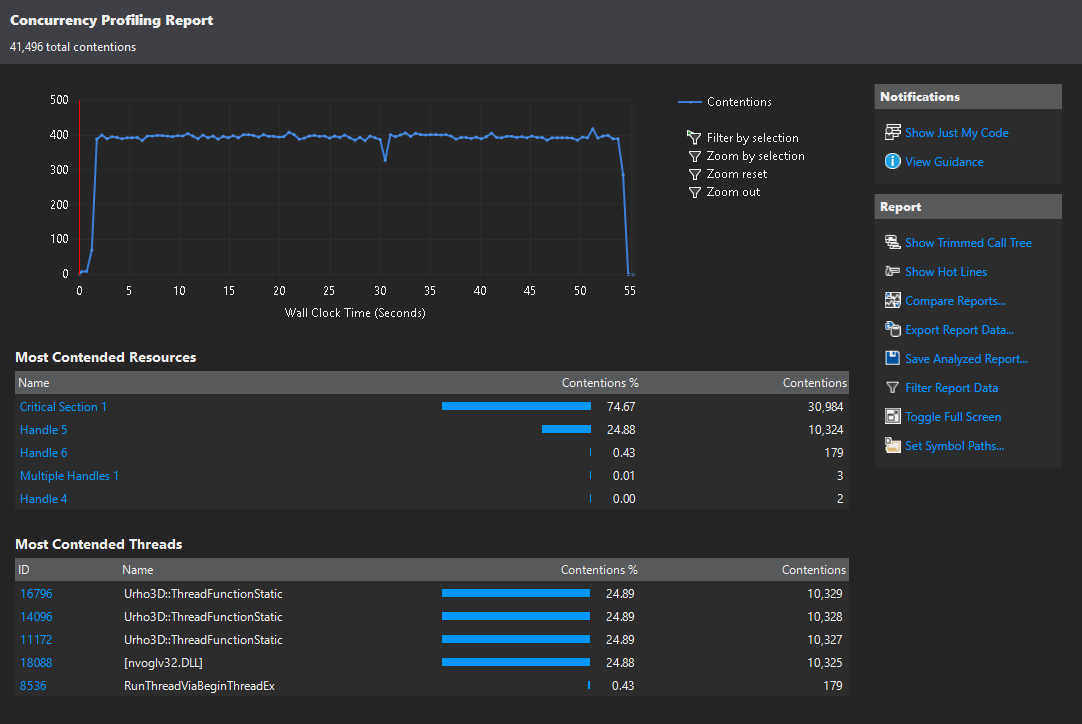 Concurrency Profiling Report
41,496 total contentions
500
400
300
200
100
0
0 5 10 15 20 25 30 35 40 45 50 55
Wall Clock Time (Seconds)
Contentions
Filter by selection
Zoom by selection
Zoom reset
Zoom out
Notifications
Show Just My Code
View Guidance
Report
Show Trimmed Call Tree
Show Hot Lines
Compare Reports...
Export Report Data...
Save Analyzed Report...
Filter Report Data
Toggle Full Screen
Set Symbol Paths...
Most Contended Resources
Name Contentions % Contentions
Critical Section 1 74.67 30,984
Handle 5 24.88 10,324
Handle 6 0.43 179
Multiple Handles 1 0.01 3
Handle 4 0.00 2
Most Contended Threads
ID Name Contentions % Contentions
16796 Urho3D::ThreadFunctionStatic 24.89 10,329
14096 Urho3D::ThreadFunctionStatic 24.89 10,328
11172 Urho3D::ThreadFunctionStatic 24.89 10,327
18088 [nvoglv32.DLL] 24.88 10,325
8536 RunThreadViaBeginThreadEx 0.43 179